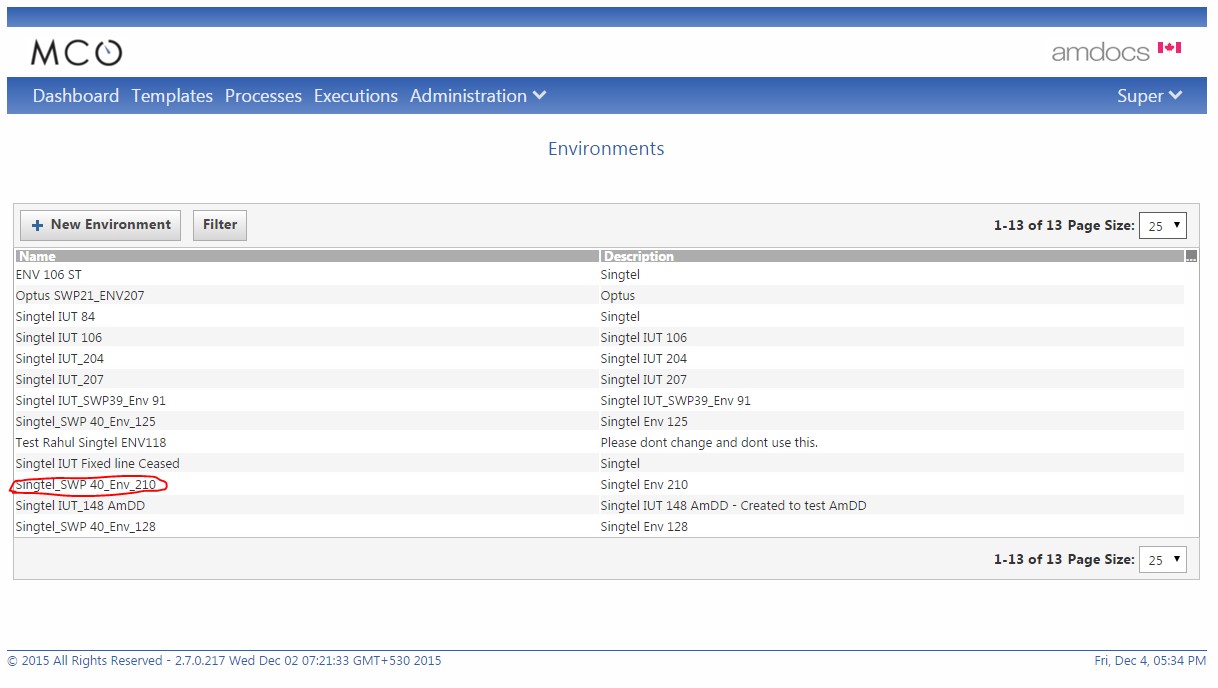 MCO
amdocs
Dashboard Templates Processes Executions Administration Super
Environments
+ New Environment Filter 1-13 of 13 Page Size: 25
Name Description
ENV 106 ST Singtel
Optus SWP21_ENV207 Optus
Singtel IUT 84 Singtel
Singtel IUT 106 Singtel IUT 106
Singtel IUT_204 Singtel IUT 204
Singtel IUT_207 Singtel IUT 207
Singtel IUT_SWP39_Env 91 Singtel IUT_SWP39_Env 91
Singtel_SWP 40_Env_125 Singtel Env 125
Test Rahul Singtel ENV118 Please dont change and dont use this.
Singtel IUT Fixed line Ceased Singtel
Singtel_SWP 40_Env_210 Singtel Env 210
Singtel IUT_148 AmDD Singtel IUT 148 AmDD - Created to test AmDD
Singtel_SWP 40_Env_128 Singtel Env 128
1-13 of 13 Page Size: 25
© 2015 All Rights Reserved - 2.7.0.217 Wed Dec 02 07:21:33 GMT+530 2015 Fri, Dec 4, 05:34 PM